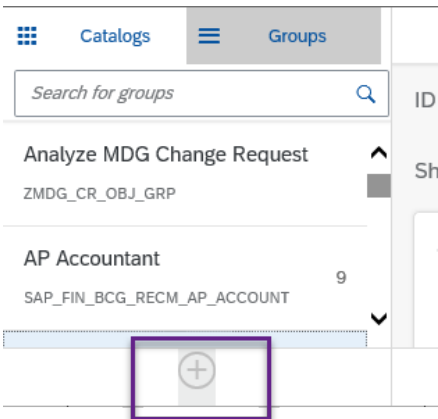 Catalogs Groups
Search for groups
ID
Analyze MDG Change Request
ZMDG_CR_OBJ_GRP
Sh
AP Accountant
9
SAP_FIN_BCG_RECM_AP_ACCOUNT